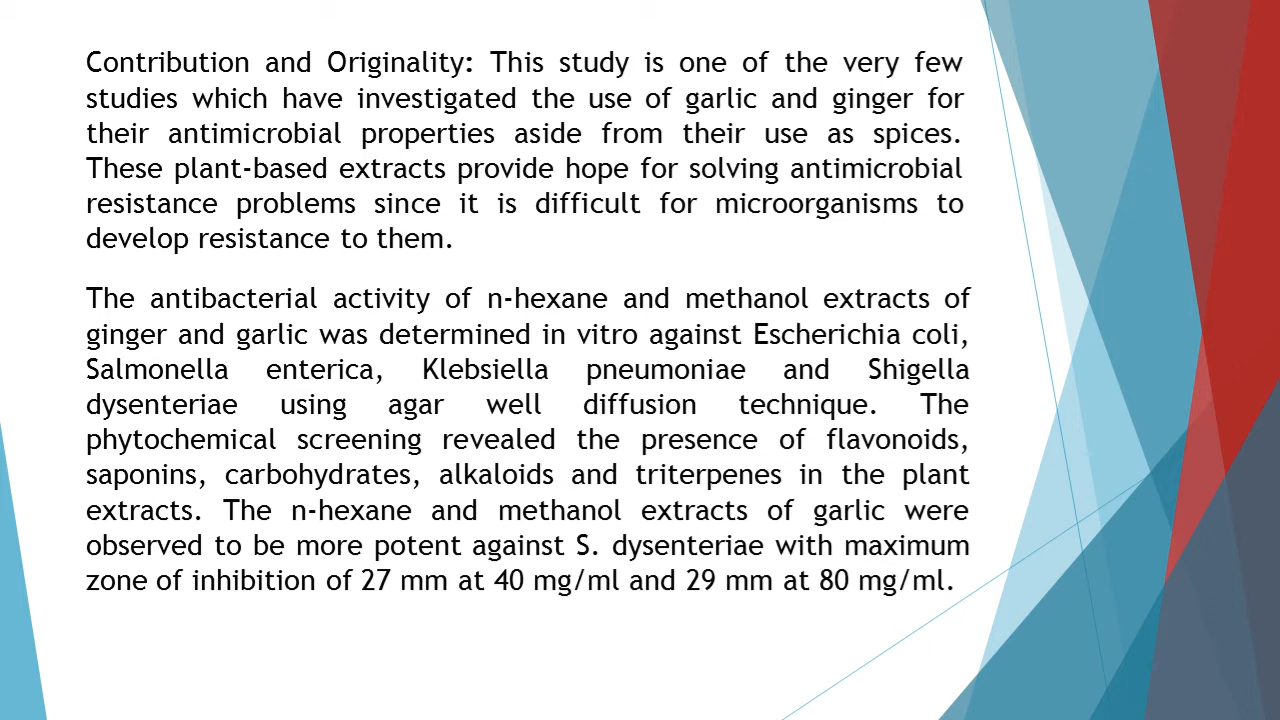 Contribution and Originality: This study is one of the very few
studies which have investigated the use of garlic and ginger for
their antimicrobial properties aside from their use as spices.
These plant-based extracts provide hope for solving antimicrobial
resistance problems since it is difficult for microorganisms to
develop resistance to them.
The antibacterial activity of n-hexane and methanol extracts of
ginger and garlic was determined in vitro against Escherichia coli,
Salmonella enterica, Klebsiella pneumoniae and Shigella
dysenteriae using agar well diffusion technique. The
phytochemical screening revealed the presence of flavonoids,
saponins, carbohydrates, alkaloids and triterpenes in the plant
extracts. The n-hexane and methanol extracts of garlic were
observed to be more potent against S. dysenteriae with maximum
zone of inhibition of 27 mm at 40 mg/ml and 29 mm at 80 mg/ml.